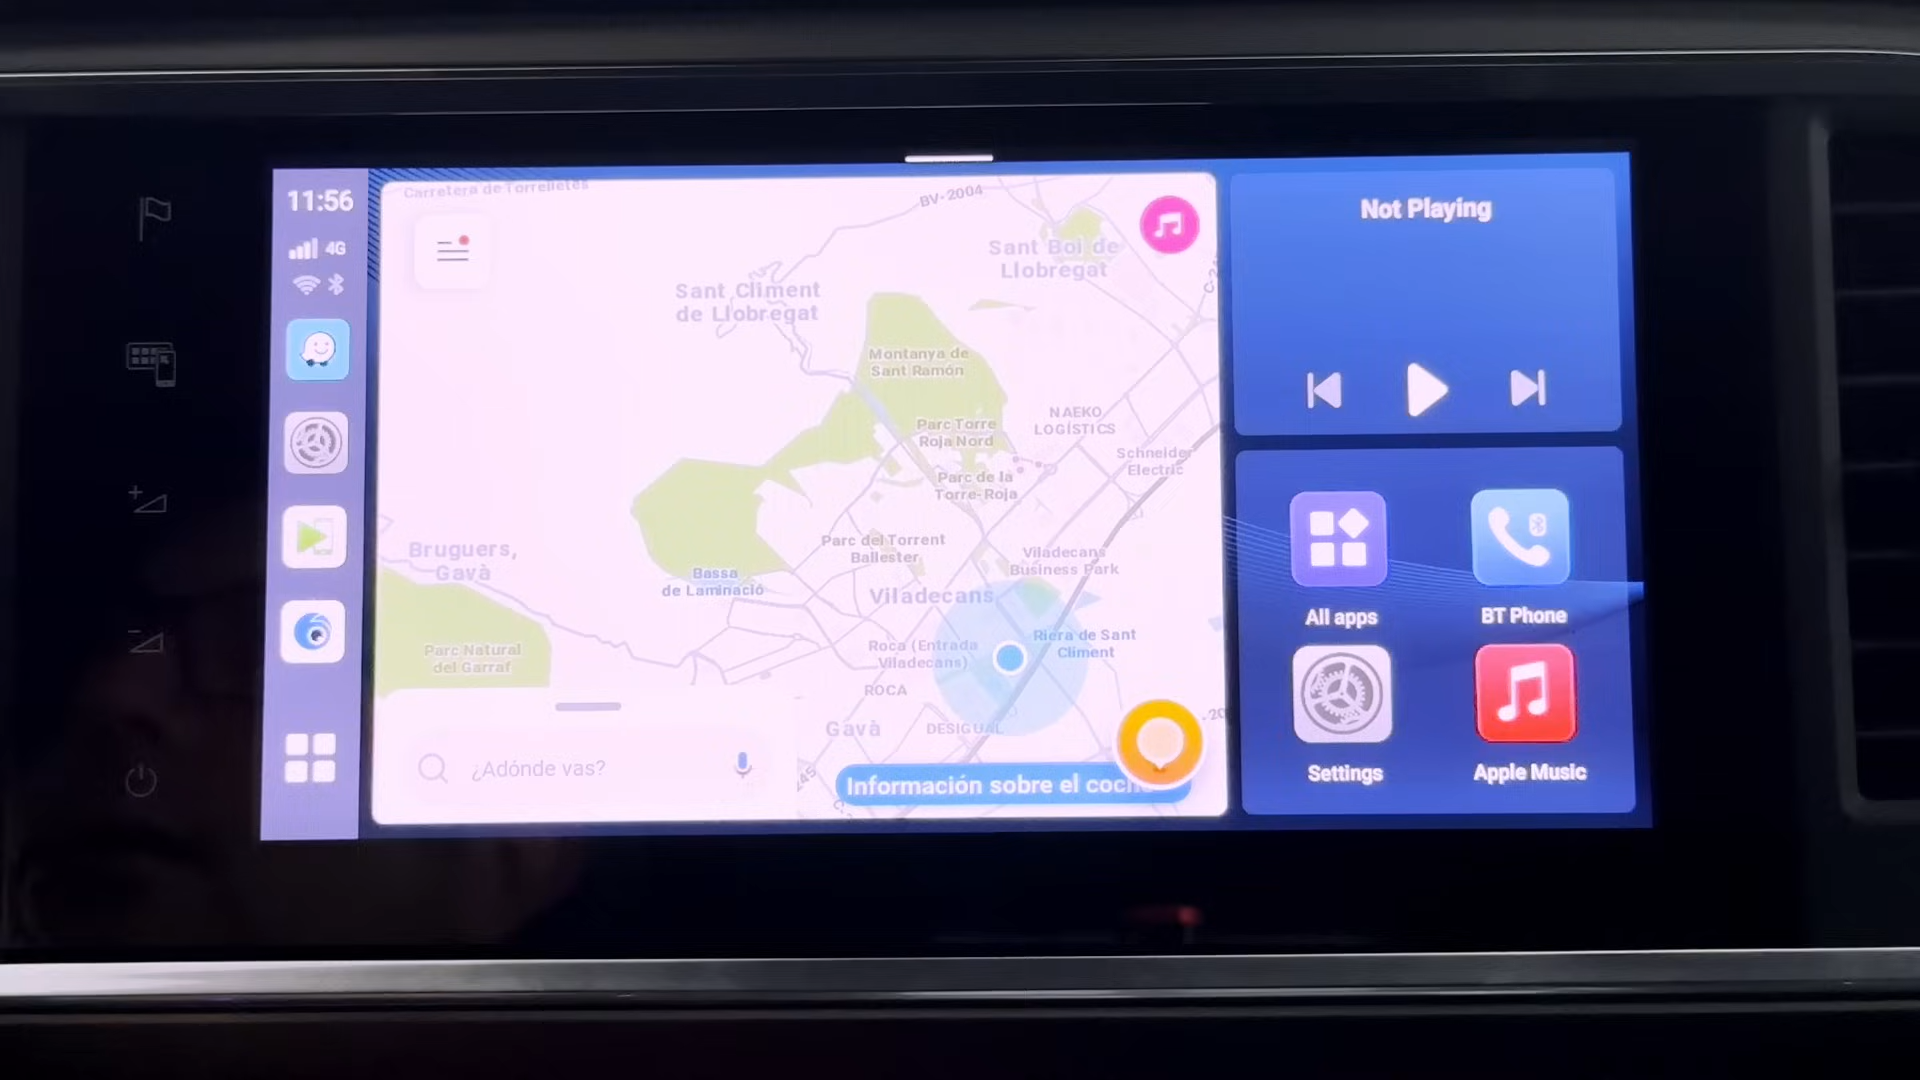 11:56
4G
Carretera de Torrelletes
BV-2004
Sant Boi de
Llobregat
Sant Climent
de Llobregat
Montanya de
Sant Ramón
Parc Torre
Roja Nord
NAEKO
LOGÍSTICS
Schneider
Electric
Parc de la
Torre-Roja
Parc del Torrent
Ballester
Viladecans
Business Park
Bruguers,
Gavà
Bassa
de Laminació
Viladecans
Riera de Sant
Climent
Roca (Entrada
Viladecans)
Parc Natural
del Garraf
ROCA
Gavà
DESIGUAL
¿Adónde vas?
Información sobre el coch
Not Playing
All apps
BT Phone
Settings
Apple Music